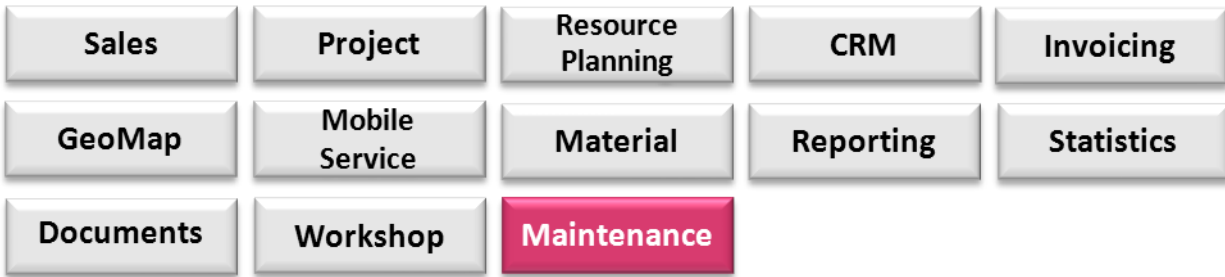 Sales
Project
Resource
Planning
CRM
Invoicing
GeoMap
Mobile
Service
Material
Reporting
Statistics
Documents
Workshop
Maintenance